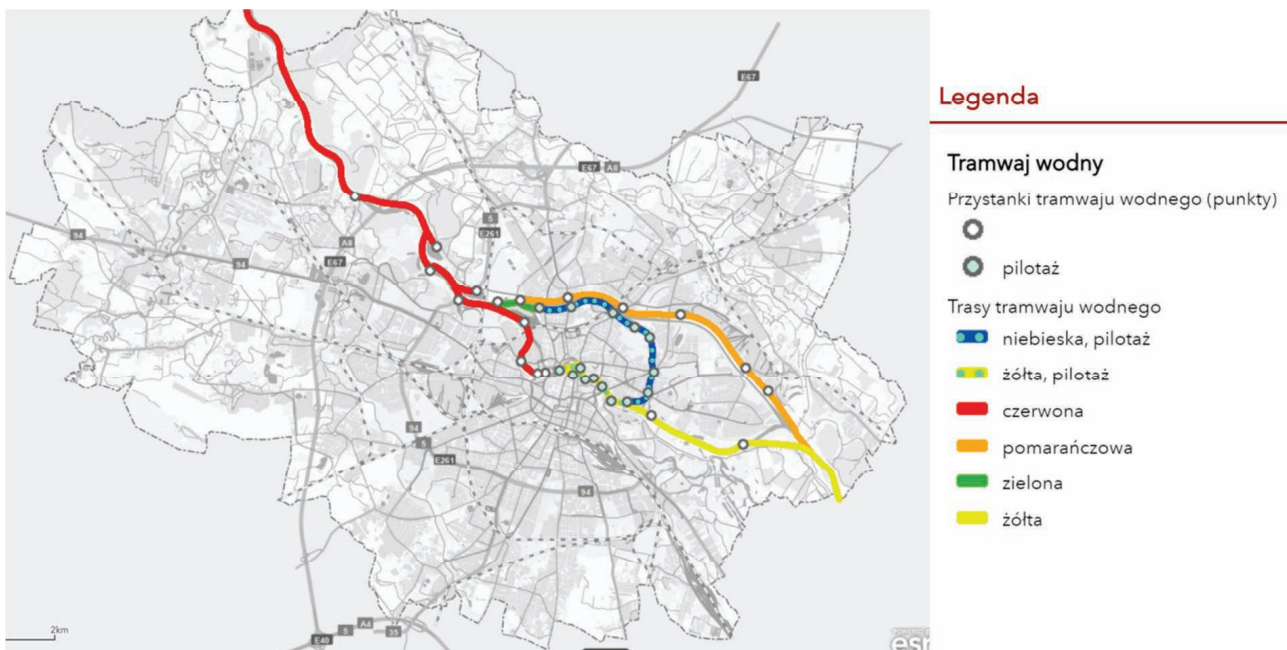 E67
E67
A8
5
E261
94
A8
94
E67
94
5
E261
94
2km
A4
5
35
E40
esri
Legenda
Tramwaj wodny
Przystanki tramwaju wodnego (punkty)
pilotaż
Trasy tramwaju wodnego
niebieska, pilotaż
żółta, pilotaż
czerwona
pomarańczowa
zielona
żółta